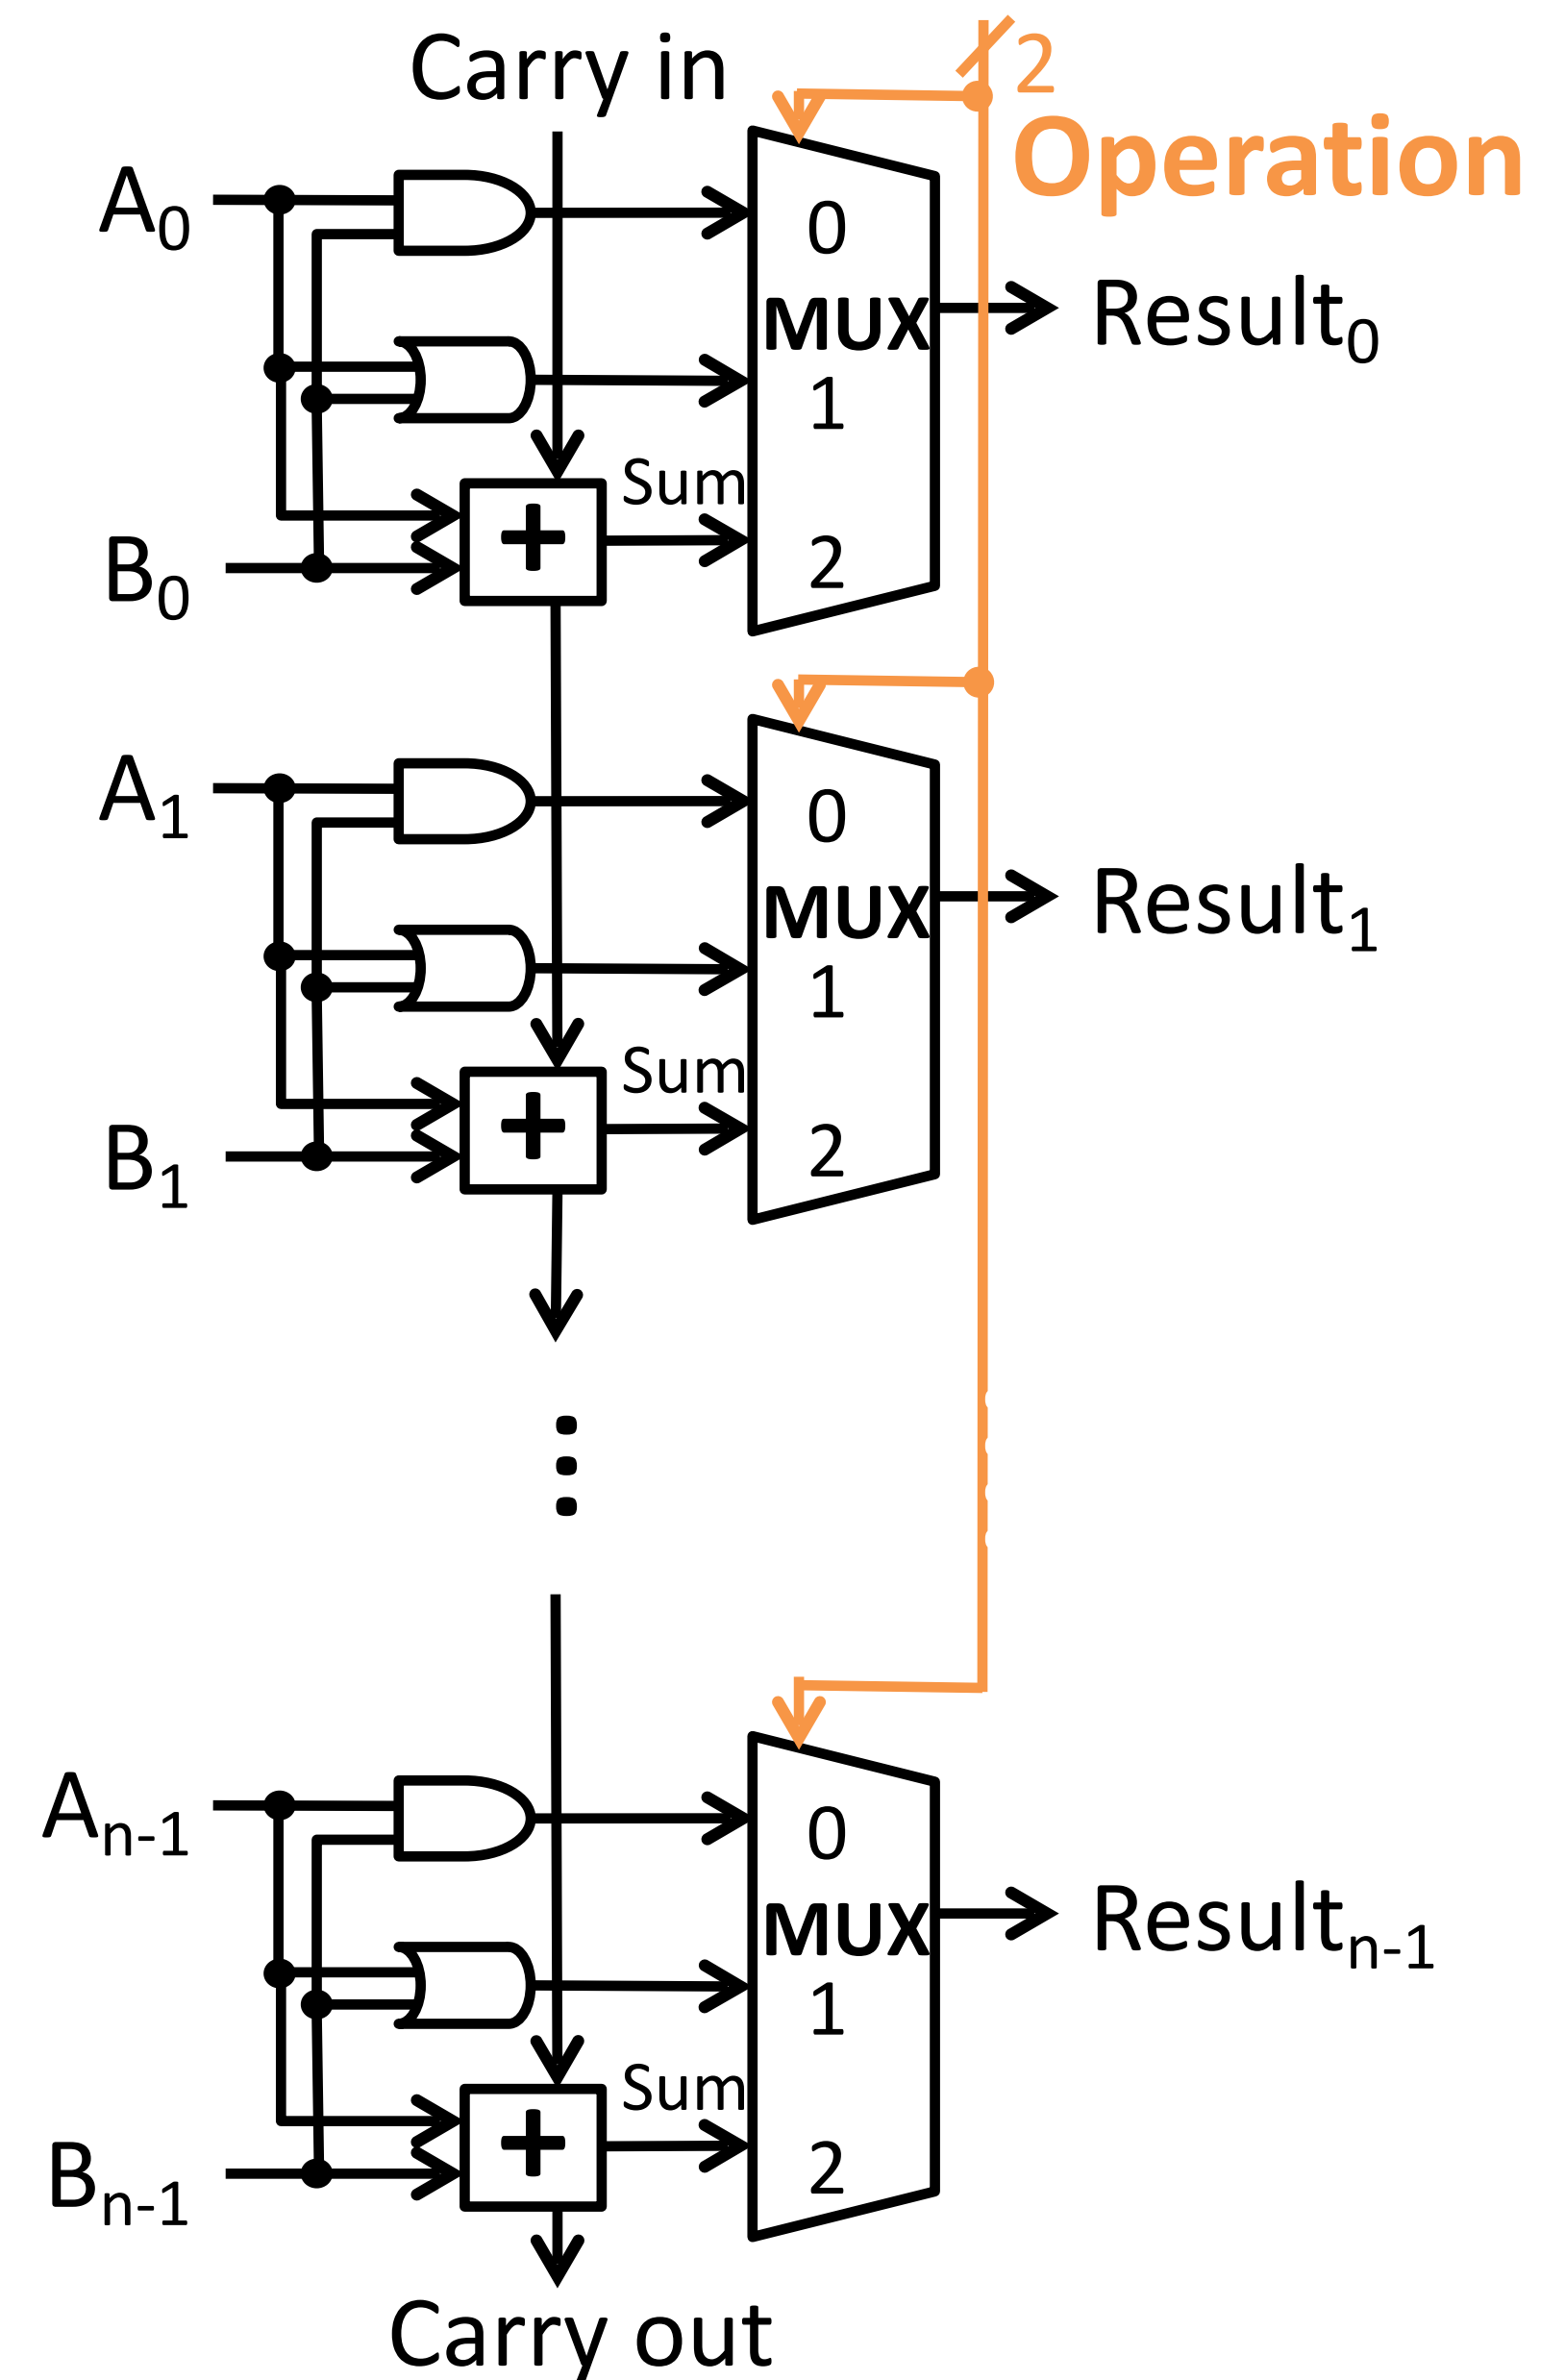 Carry in
2
Operation
A0
0
MUX
Result0
1
Sum
B0
+
2
A1
0
MUX
Result1
1
Sum
B1
+
2
An-1
0
MUX
Resultn-1
1
Sum
Bn-1
+
2
Carry out